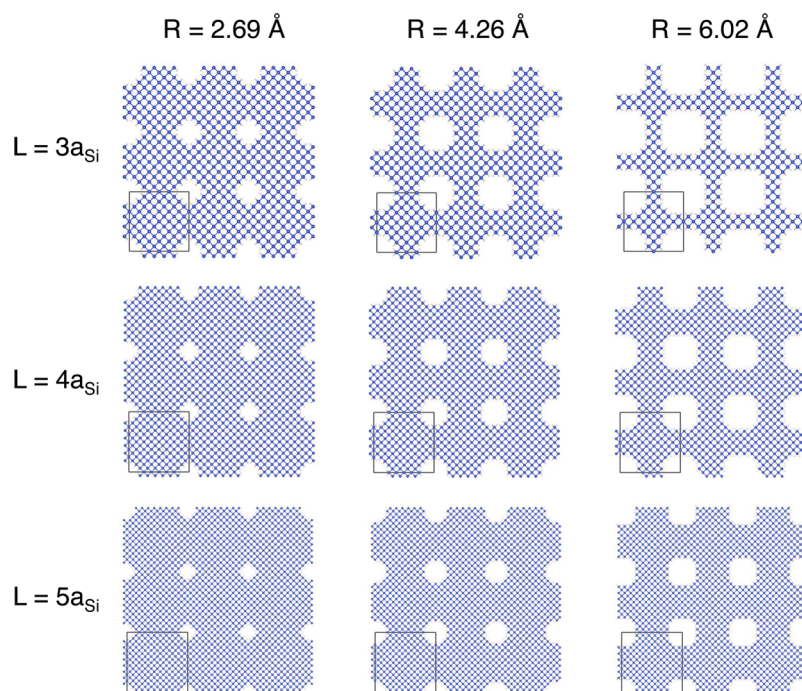 R = 2.69 Å R = 4.26 Å R = 6.02 Å
L = 3aSi
L = 4aSi
L = 5aSi